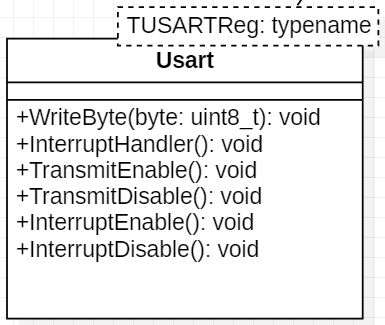 TUSARTReg: typename
Usart
+WriteByte(byte: uint8_t): void
+InterruptHandler(): void
+TransmitEnable(): void
+TransmitDisable(): void
+InterruptEnable(): void
+InterruptDisable(): void